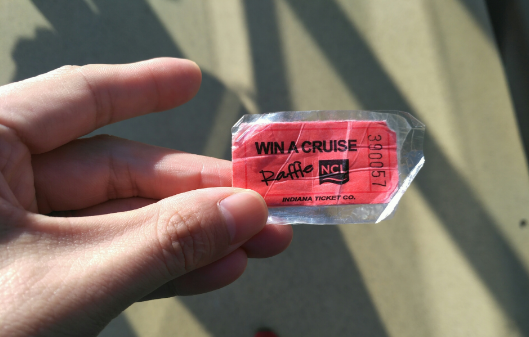 WIN A CRUISE
Raffle NCL
INDIANA TICKET CO.
390057